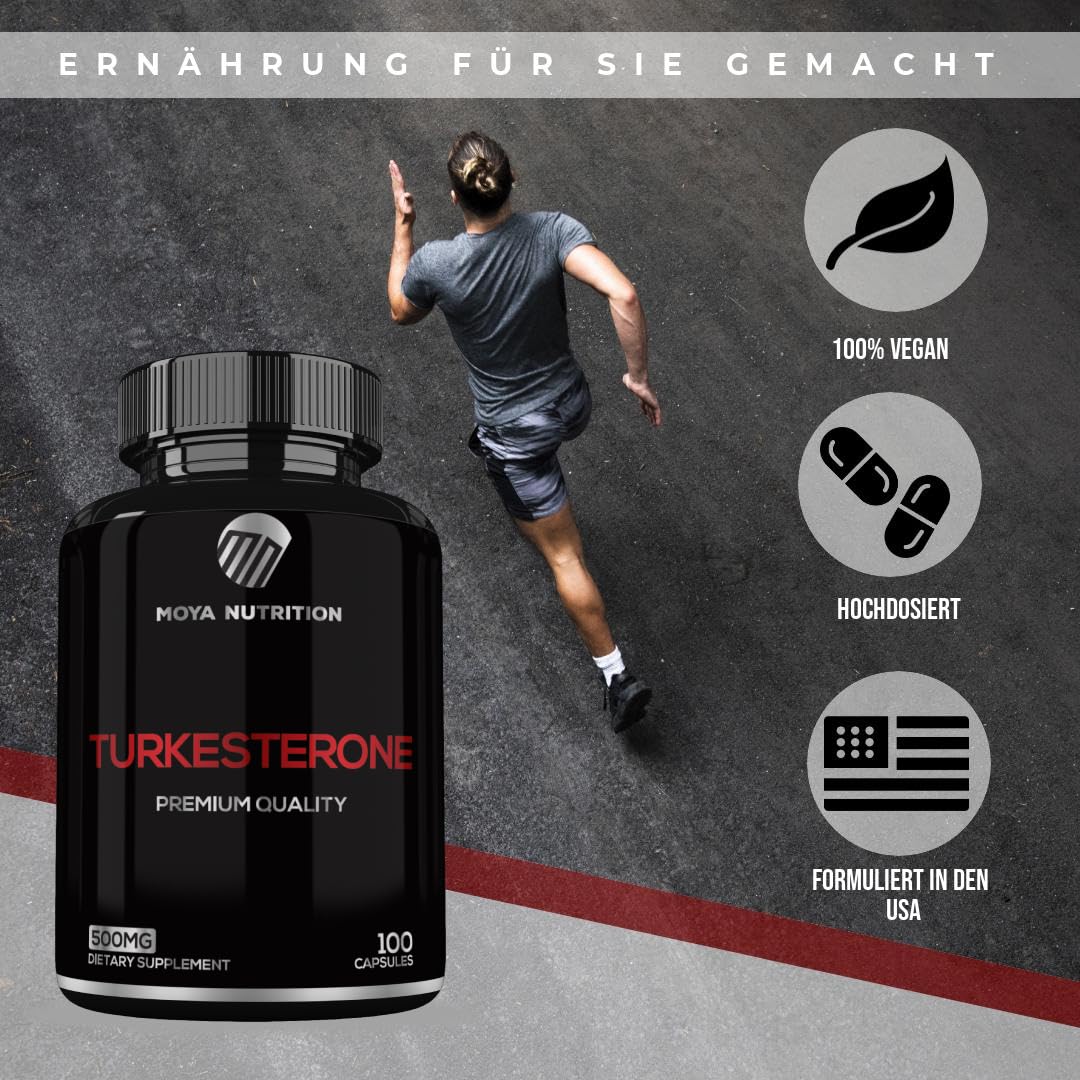 ERNÄHRUNG FÜR SIE GEMACHT
100% VEGAN
HOCHDOSIERT
FORMULIERT IN DEN
USA
MOYA NUTRITION
TURKESTERONE
PREMIUM QUALITY
500MG
DIETARY SUPPLEMENT
100
CAPSULES